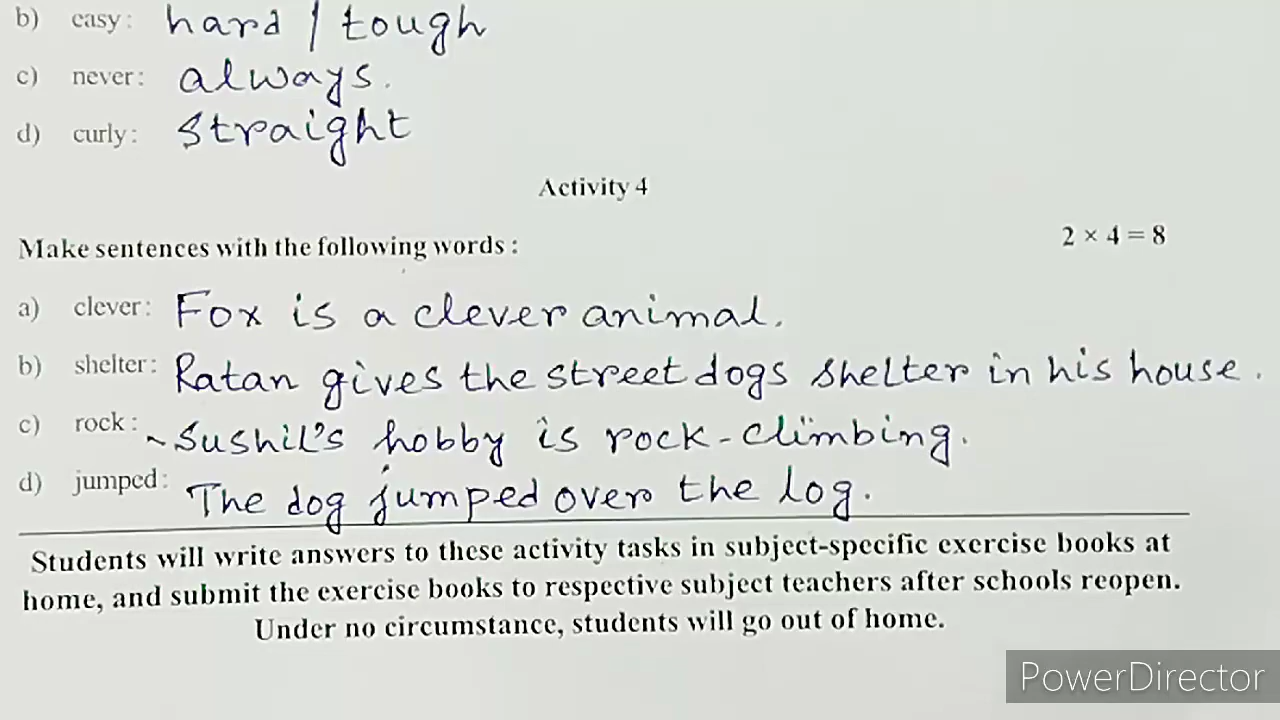 b) easy: hard / tough
c) never: always.
d) curly: straight
Activity 4
Make sentences with the following words : 2 × 4 = 8
a) clever: Fox is a clever animal.
b) shelter: Ratan gives the street dogs shelter in his house.
c) rock: ~Sushil's hobby is rock-climbing.
d) jumped: The dog jumped over the log.
Students will write answers to these activity tasks in subject-specific exercise books at
home, and submit the exercise books to respective subject teachers after schools reopen.
Under no circumstance, students will go out of home.
PowerDirector